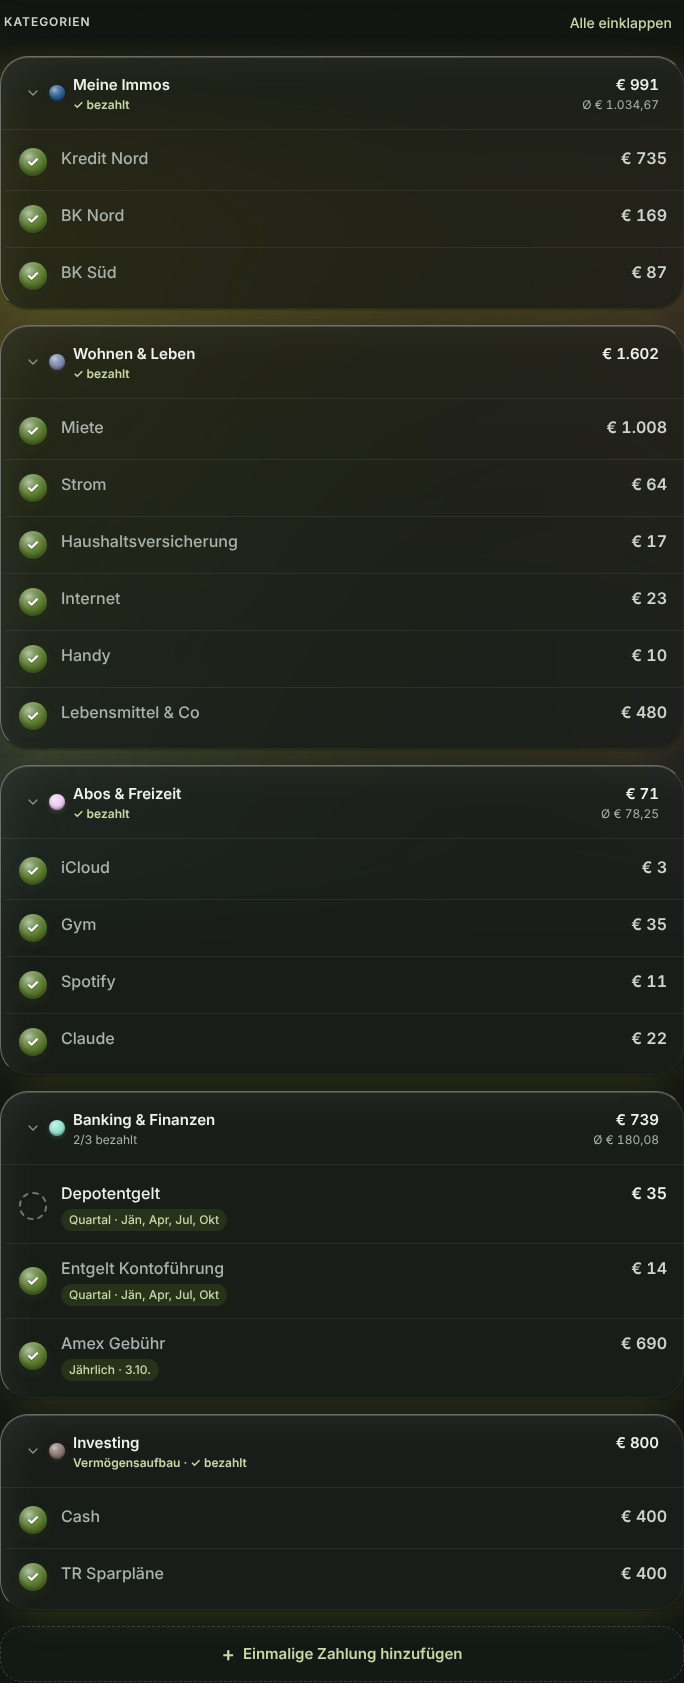 KATEGORIEN
Alle einklappen
Meine Immos € 991
✓ bezahlt Ø € 1.034,67
Kredit Nord € 735
BK Nord € 169
BK Süd € 87
Wohnen & Leben € 1.602
✓ bezahlt
Miete € 1.008
Strom € 64
Haushaltsversicherung € 17
Internet € 23
Handy € 10
Lebensmittel & Co € 480
Abos & Freizeit € 71
✓ bezahlt Ø € 78,25
iCloud € 3
Gym € 35
Spotify € 11
Claude € 22
Banking & Finanzen € 739
2/3 bezahlt Ø € 180,08
Depotentgelt € 35
Quartal · Jän, Apr, Jul, Okt
Entgelt Kontoführung € 14
Quartal · Jän, Apr, Jul, Okt
Amex Gebühr € 690
Jährlich · 3.10.
Investing € 800
Vermögensaufbau · ✓ bezahlt
Cash € 400
TR Sparpläne € 400
+ Einmalige Zahlung hinzufügen